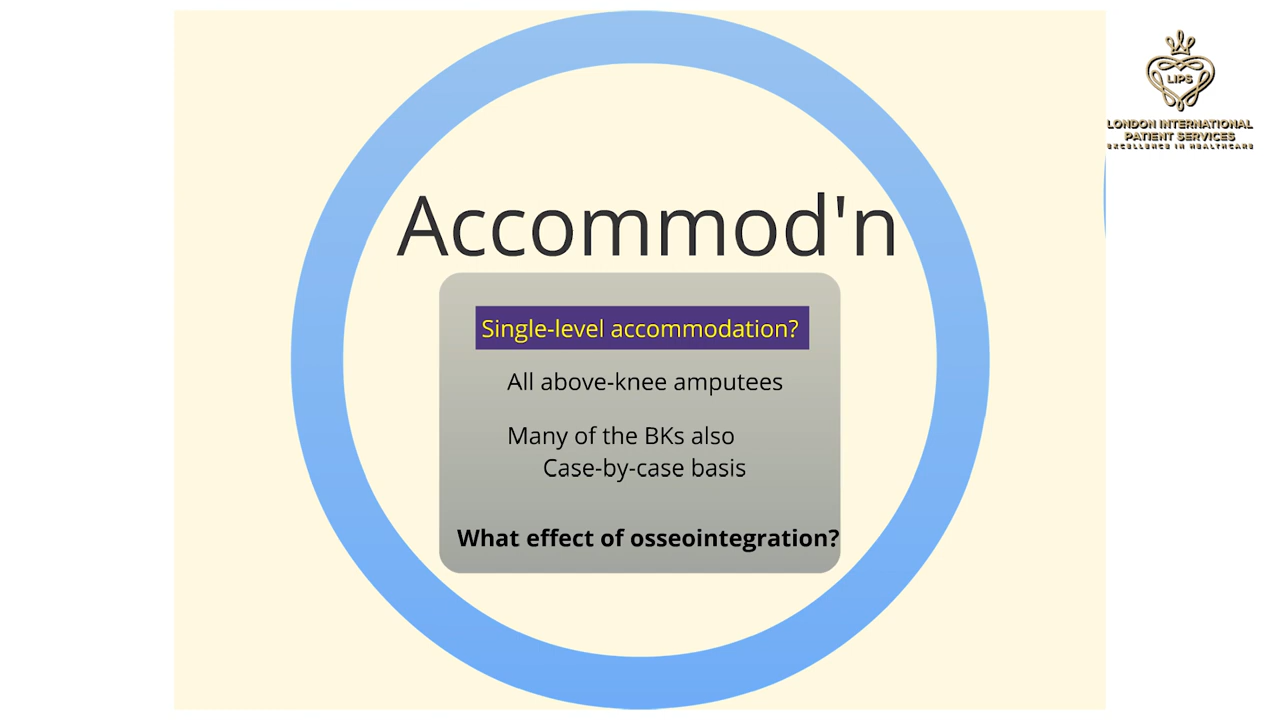 LIPS
LONDON INTERNATIONAL
PATIENT SERVICES
EXCELLENCE IN HEALTHCARE
Accommod'n
Single-level accommodation?
All above-knee amputees
Many of the BKs also
Case-by-case basis
What effect of osseointegration?